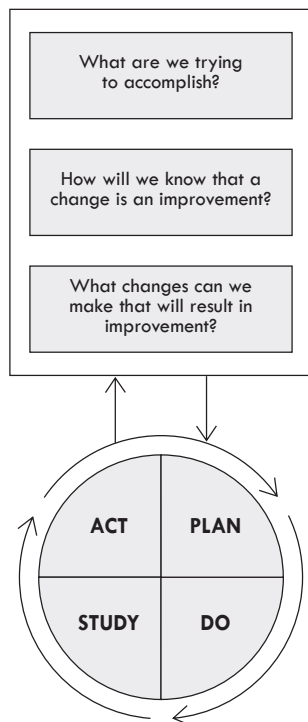 What are we trying
to accomplish?
How will we know that a
change is an improvement?
What changes can we
make that will result in
improvement?
ACT
PLAN
STUDY
DO